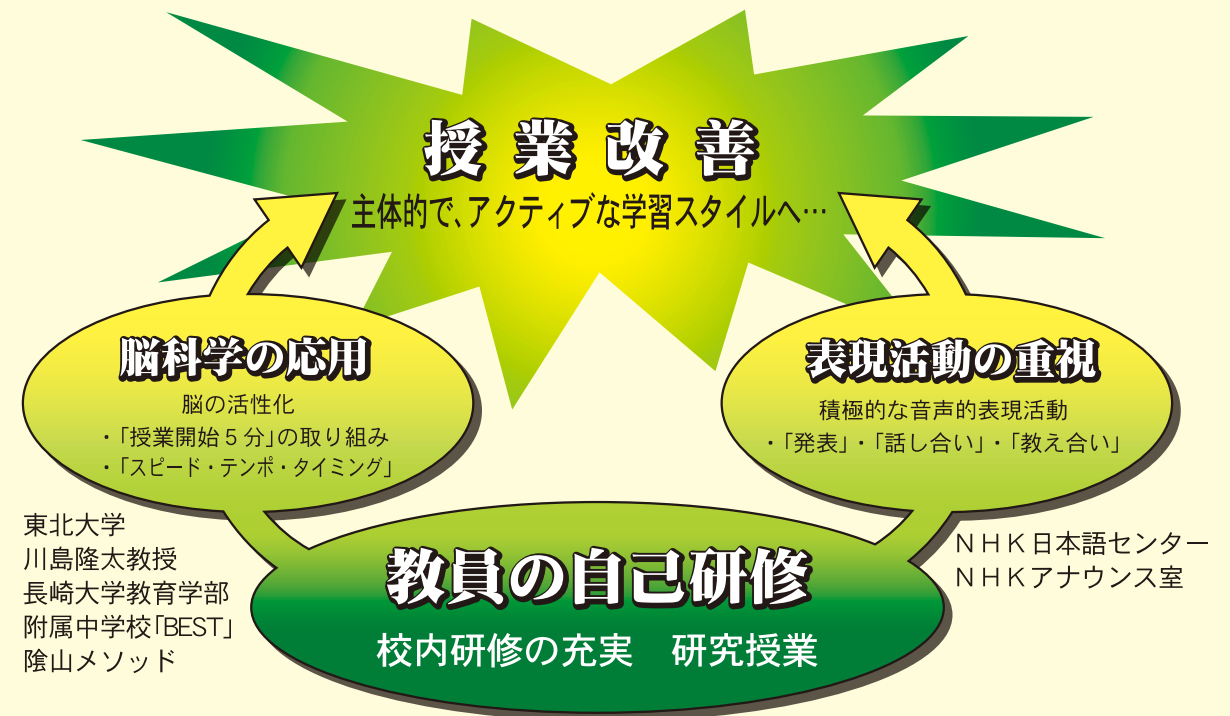 授業改善
主体的で、アクティブな学習スタイルへ…
脳科学の応用
脳の活性化
・「授業開始５分」の取り組み
・「スピード・テンポ・タイミング」
表現活動の重視
積極的な音声的表現活動
・「発表」・「話し合い」・「教え合い」
東北大学
川島隆太教授
長崎大学教育学部
附属中学校「BEST」
陰山メソッド
ＮＨＫ日本語センター
ＮＨＫアナウンス室
教員の自己研修
校内研修の充実　研究授業